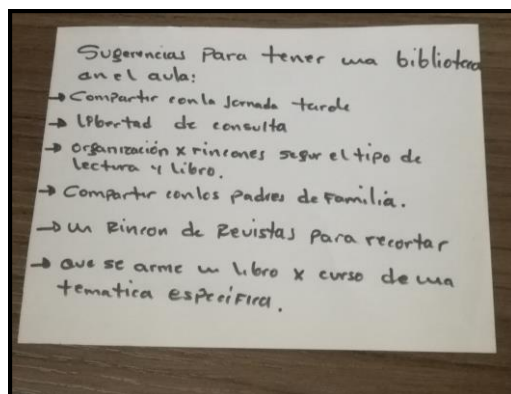 Sugerencias Para tener una biblioteca
en el aula:
→ Compartir con la Jornada tarde
→ Libertad de consulta
→ organización x rincones segun el tipo de
lectura y libro.
→ Compartir con los Padres de Familia.
→ un Rincon de Revistas Para recortar
→ Que se arme un libro x curso de una
tematica especifica.